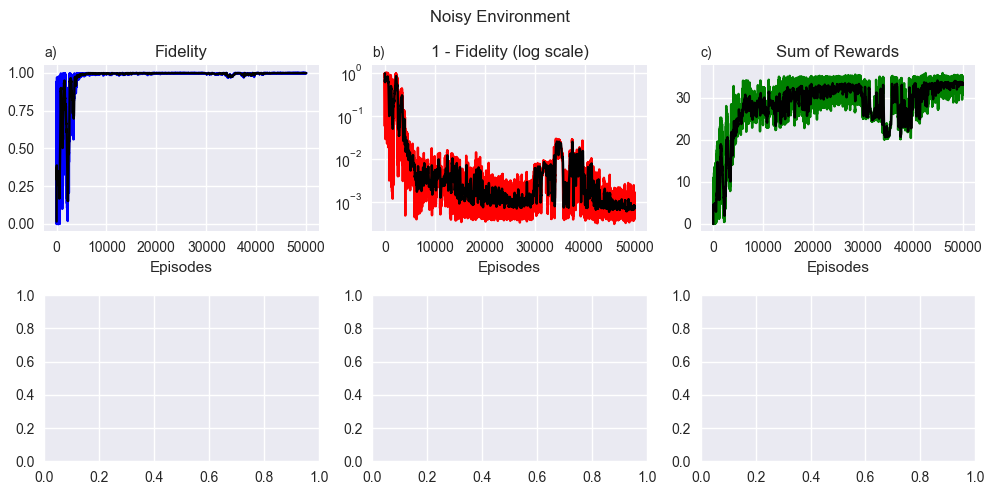 Noisy Environment
a) Fidelity
b) 1 - Fidelity (log scale)
c) Sum of Rewards
1.00
0.75
0.50
0.25
0.00
0 10000 20000 30000 40000 50000
Episodes
10⁰
10⁻¹
10⁻²
10⁻³
0 10000 20000 30000 40000 50000
Episodes
30
20
10
0
0 10000 20000 30000 40000 50000
Episodes
1.0
0.8
0.6
0.4
0.2
0.0
0.0 0.2 0.4 0.6 0.8 1.0
1.0
0.8
0.6
0.4
0.2
0.0
0.0 0.2 0.4 0.6 0.8 1.0
1.0
0.8
0.6
0.4
0.2
0.0
0.0 0.2 0.4 0.6 0.8 1.0